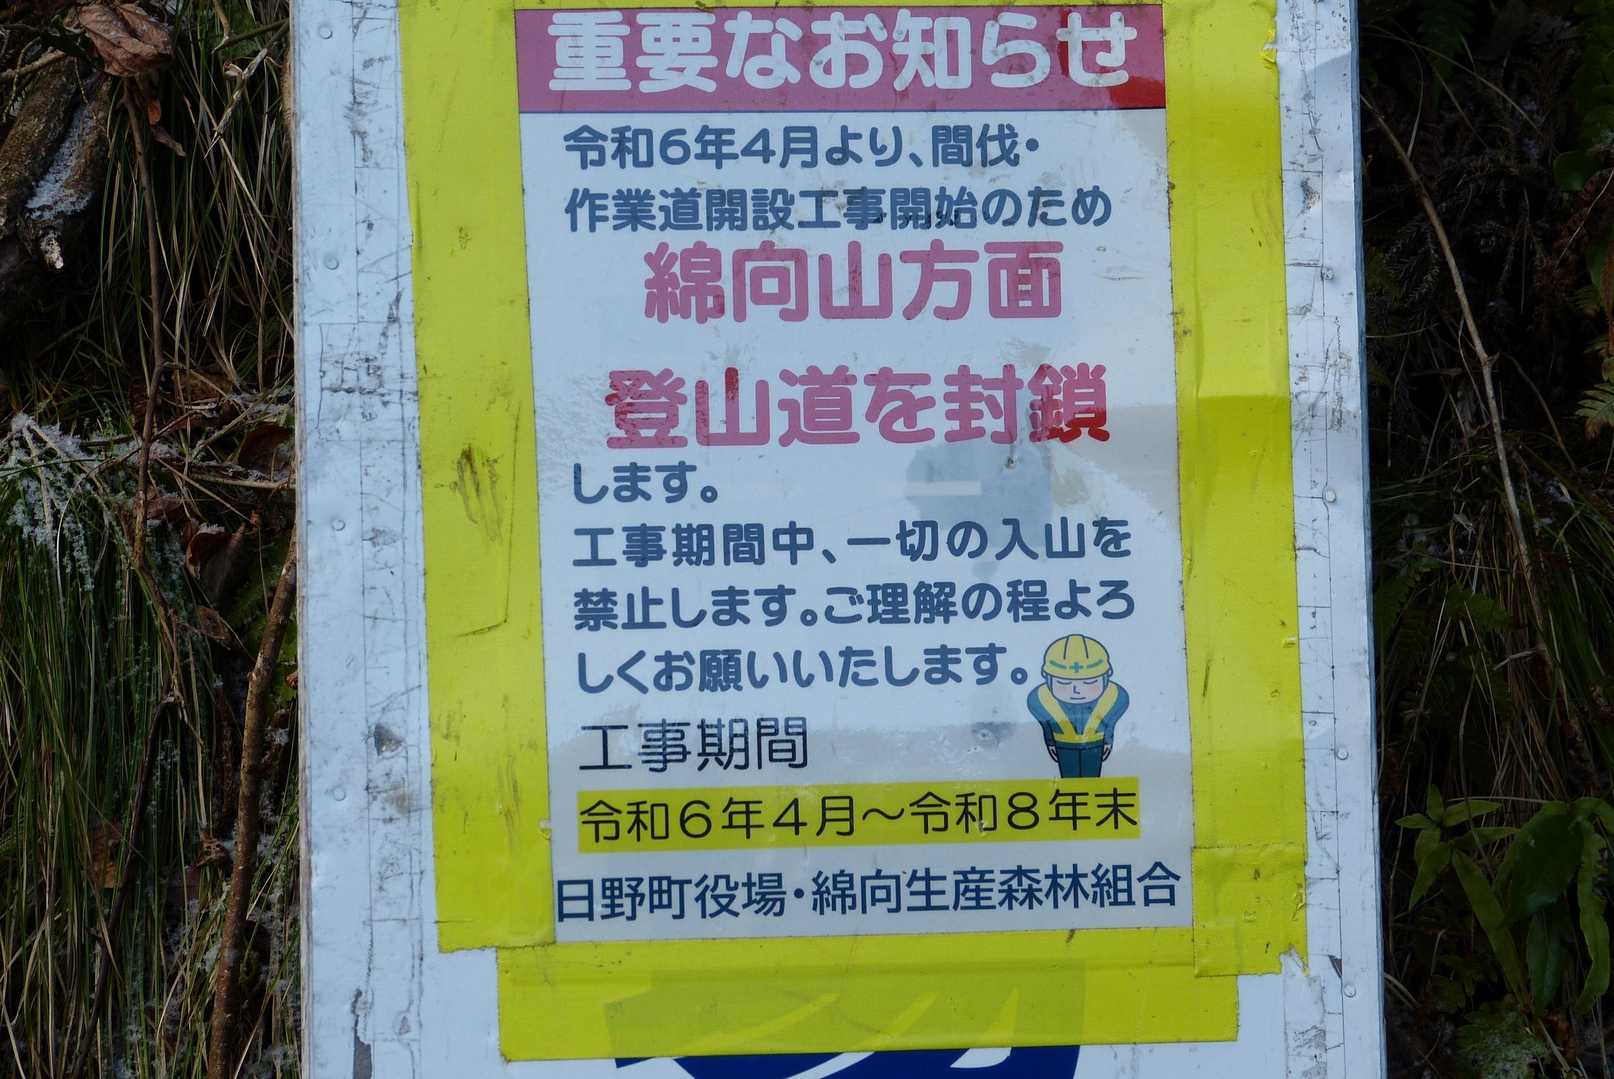 重要なお知らせ
令和6年4月より、間伐・
作業道開設工事開始のため
綿向山方面
登山道を封鎖
します。
工事期間中、一切の入山を
禁止します。ご理解の程よろ
しくお願いいたします。
工事期間
令和６年４月～令和８年末
日野町役場・綿向生産森林組合